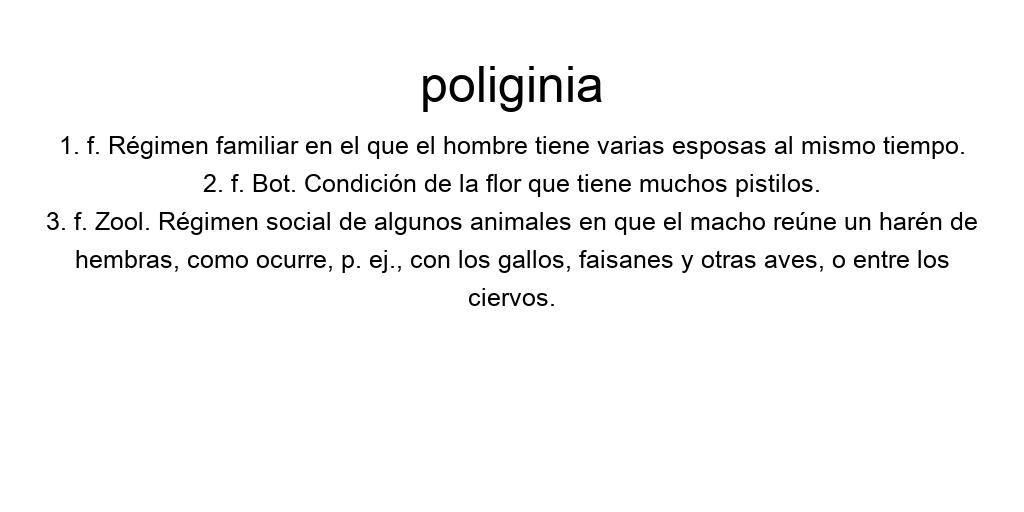 poliginia
1. f. Régimen familiar en el que el hombre tiene varias esposas al mismo tiempo.
2. f. Bot. Condición de la flor que tiene muchos pistilos.
3. f. Zool. Régimen social de algunos animales en que el macho reúne un harén de
hembras, como ocurre, p. ej., con los gallos, faisanes y otras aves, o entre los
ciervos.